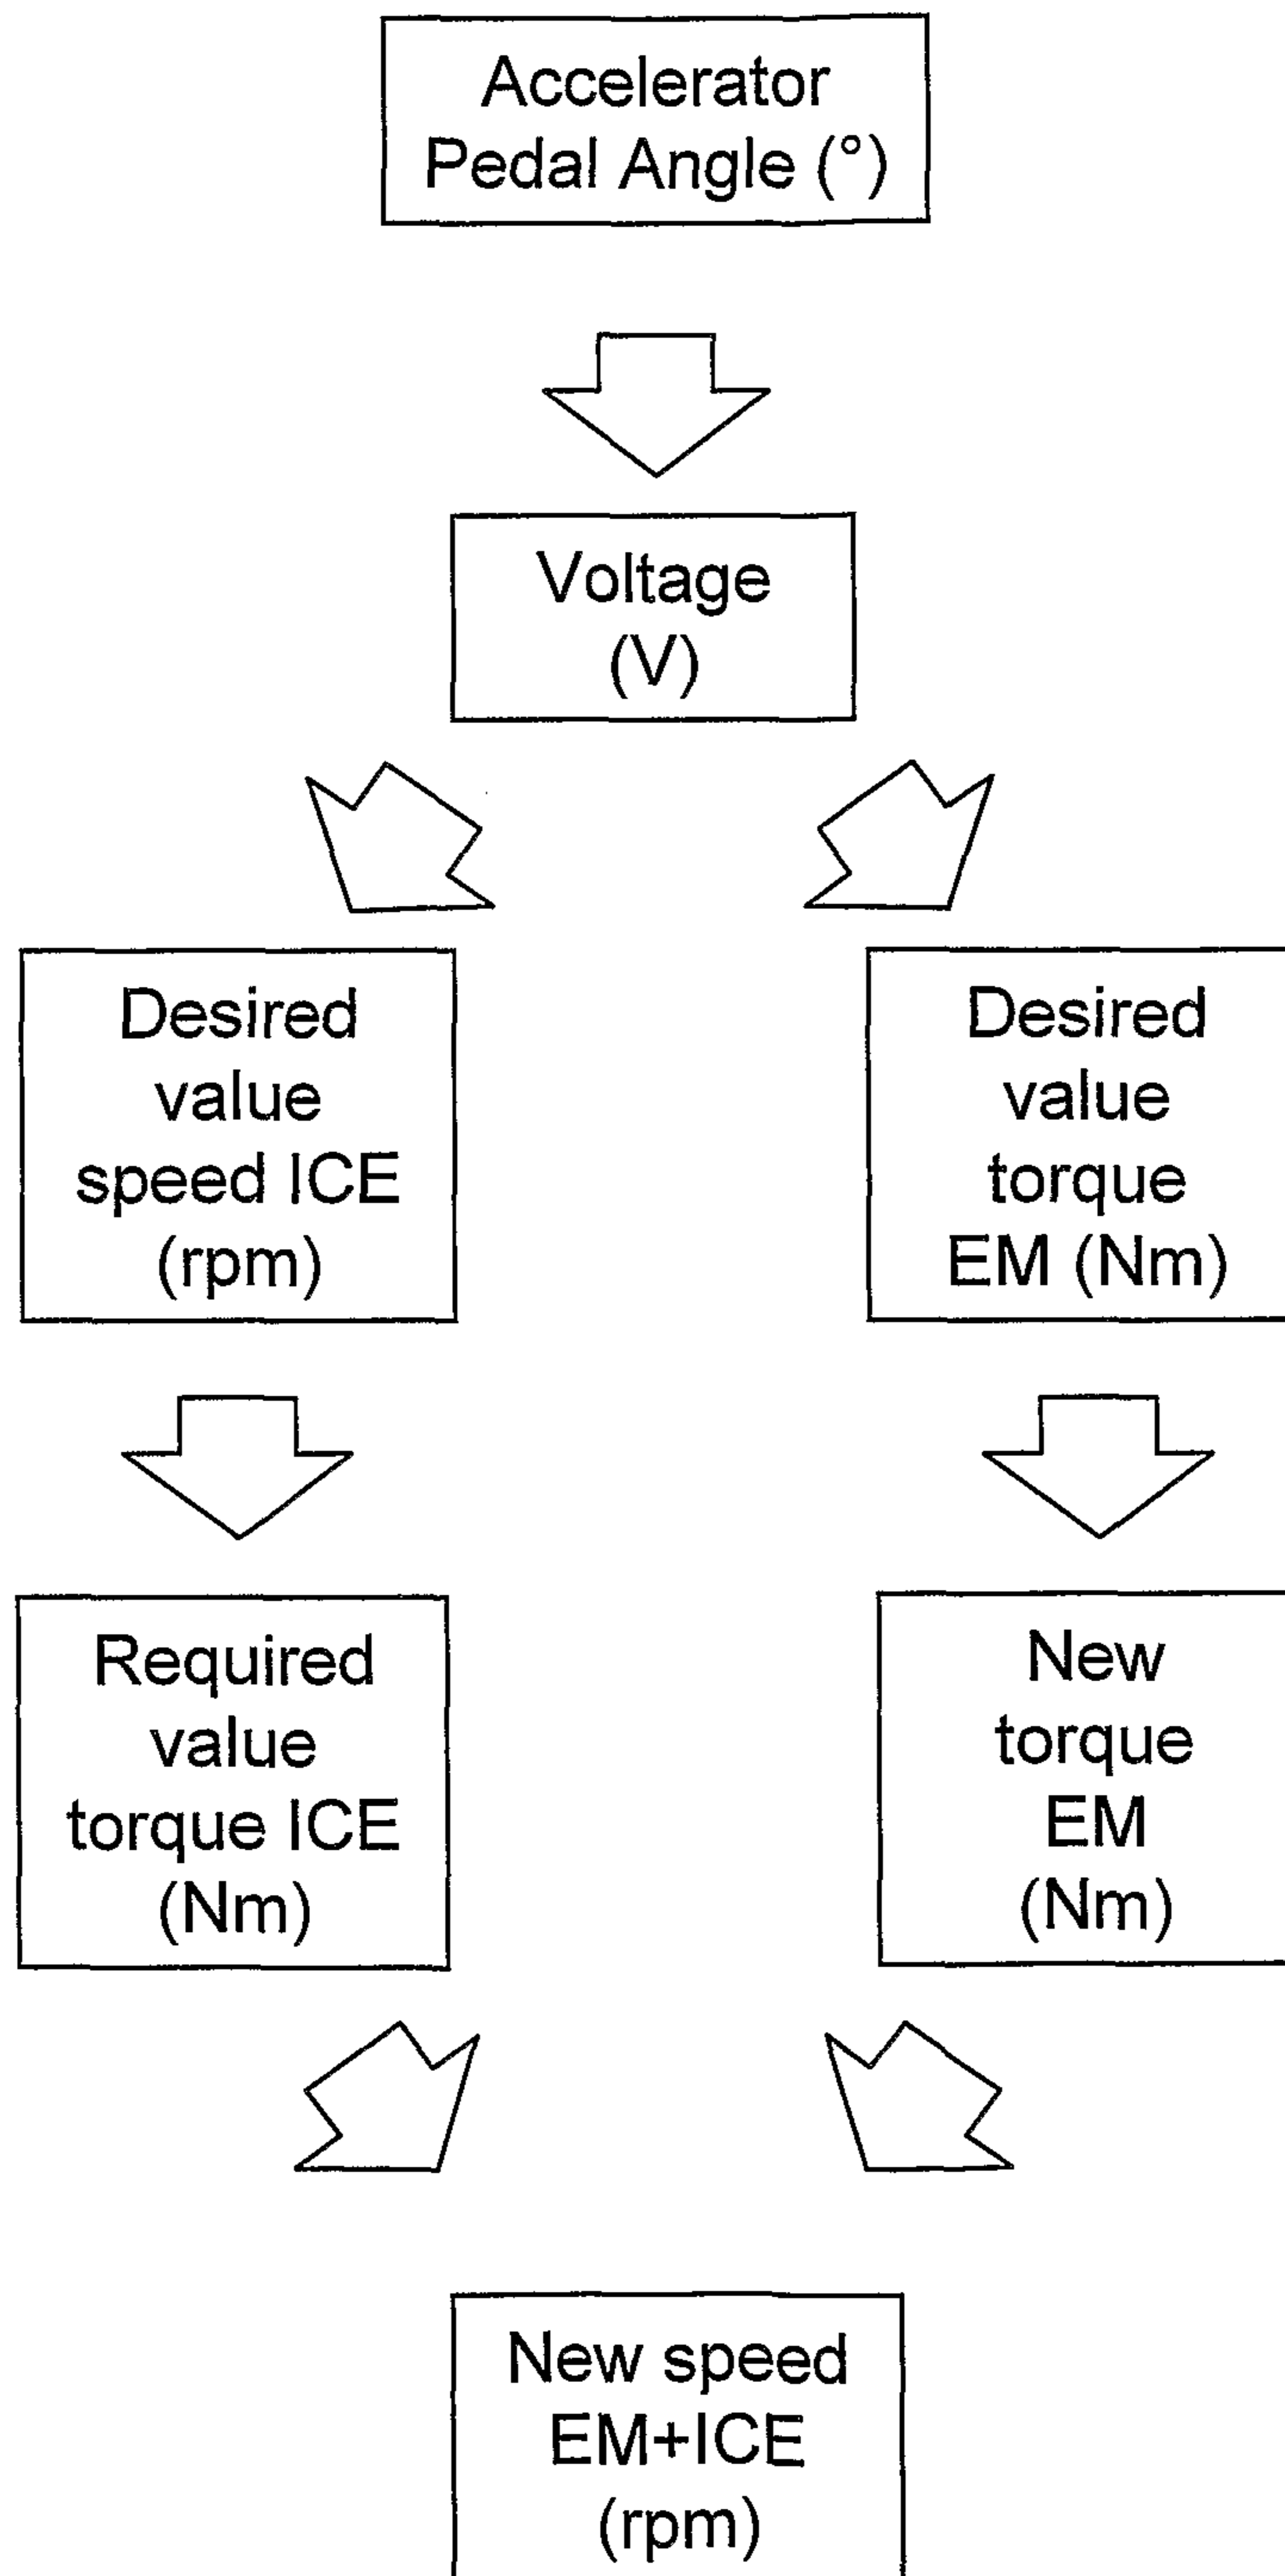 Accelerator
Pedal Angle (°)
Voltage
(V)
Desired
value
speed ICE
(rpm)
Desired
value
torque
EM (Nm)
Required
value
torque ICE
(Nm)
New
torque
EM
(Nm)
New speed
EM+ICE
(rpm)